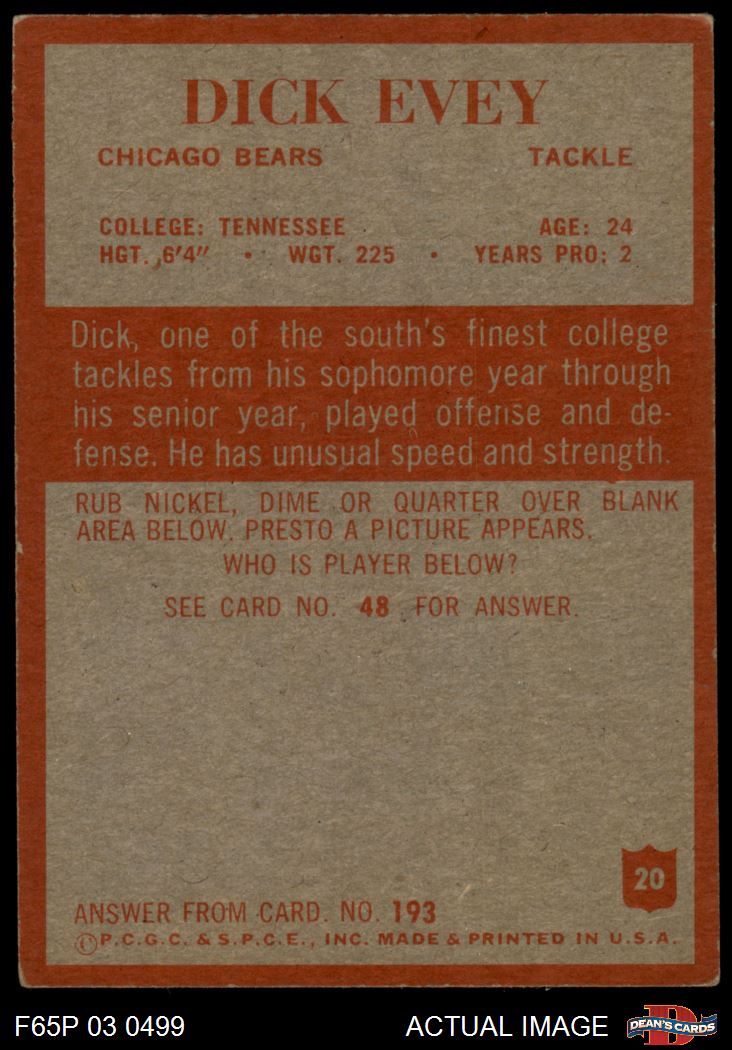 DICK EVEY
CHICAGO BEARS TACKLE
COLLEGE: TENNESSEE AGE: 24
HGT. 6'4" • WGT. 225 • YEARS PRO: 2
Dick, one of the south's finest college
tackles from his sophomore year through
his senior year, played offense and de-
fense. He has unusual speed and strength.
RUB NICKEL, DIME OR QUARTER OVER BLANK
AREA BELOW. PRESTO A PICTURE APPEARS.
WHO IS PLAYER BELOW?
SEE CARD NO. 48 FOR ANSWER.
20
ANSWER FROM CARD. NO. 193
©P.C.G.C. & S.P.C.E., INC. MADE & PRINTED IN U.S.A.
F65P 03 0499 ACTUAL IMAGE DEAN'S CARDS